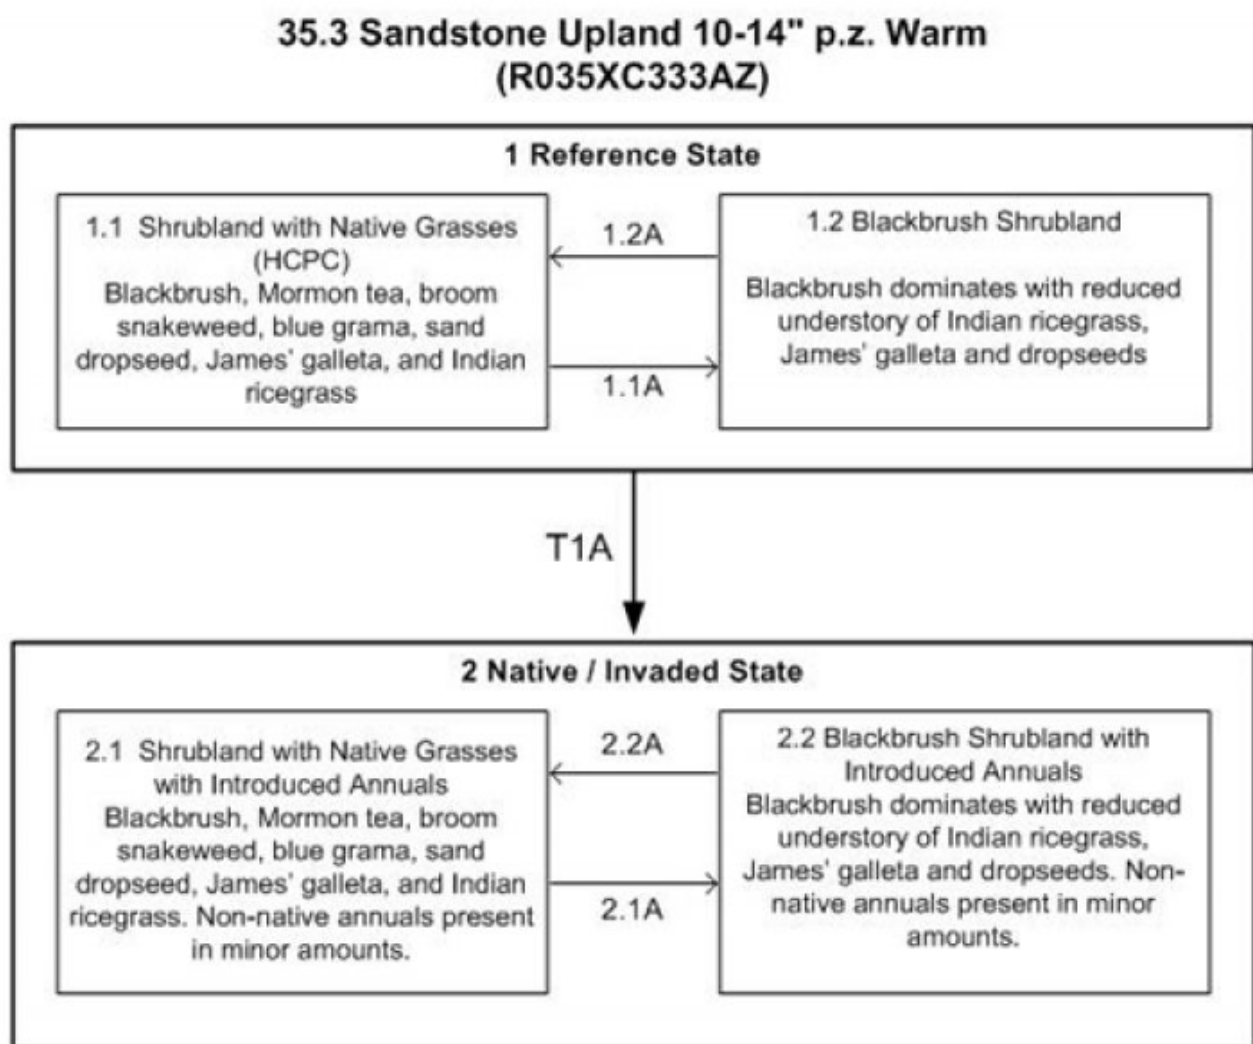 35.3 Sandstone Upland 10-14" p.z. Warm
(R035XC333AZ)
1 Reference State
1.1 Shrubland with Native Grasses
(HCPC)
Blackbrush, Mormon tea, broom
snakeweed, blue grama, sand
dropseed, James' galleta, and Indian
ricegrass
1.2A
1.1A
1.2 Blackbrush Shrubland
Blackbrush dominates with reduced
understory of Indian ricegrass,
James' galleta and dropseeds
T1A
2 Native / Invaded State
2.1 Shrubland with Native Grasses
with Introduced Annuals
Blackbrush, Mormon tea, broom
snakeweed, blue grama, sand
dropseed, James' galleta, and Indian
ricegrass. Non-native annuals present
in minor amounts.
2.2A
2.1A
2.2 Blackbrush Shrubland with
Introduced Annuals
Blackbrush dominates with reduced
understory of Indian ricegrass,
James' galleta and dropseeds. Non-
native annuals present in minor
amounts.